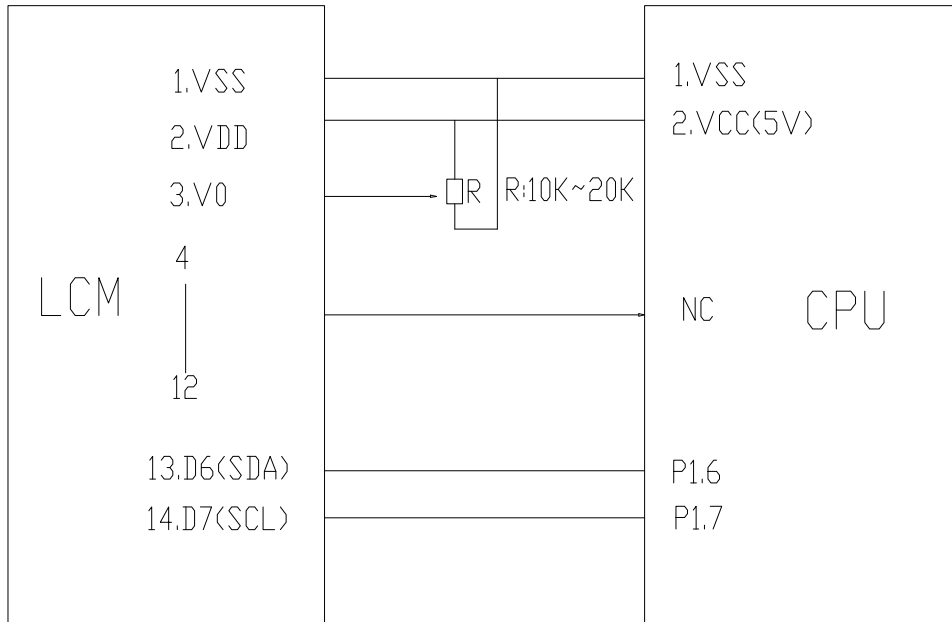 LCM
1.VSS
2.VDD
3.V0
4
12
13.D6(SDA)
14.D7(SCL)
R
R:10K~20K
1.VSS
2.VCC(5V)
NC
CPU
P1.6
P1.7